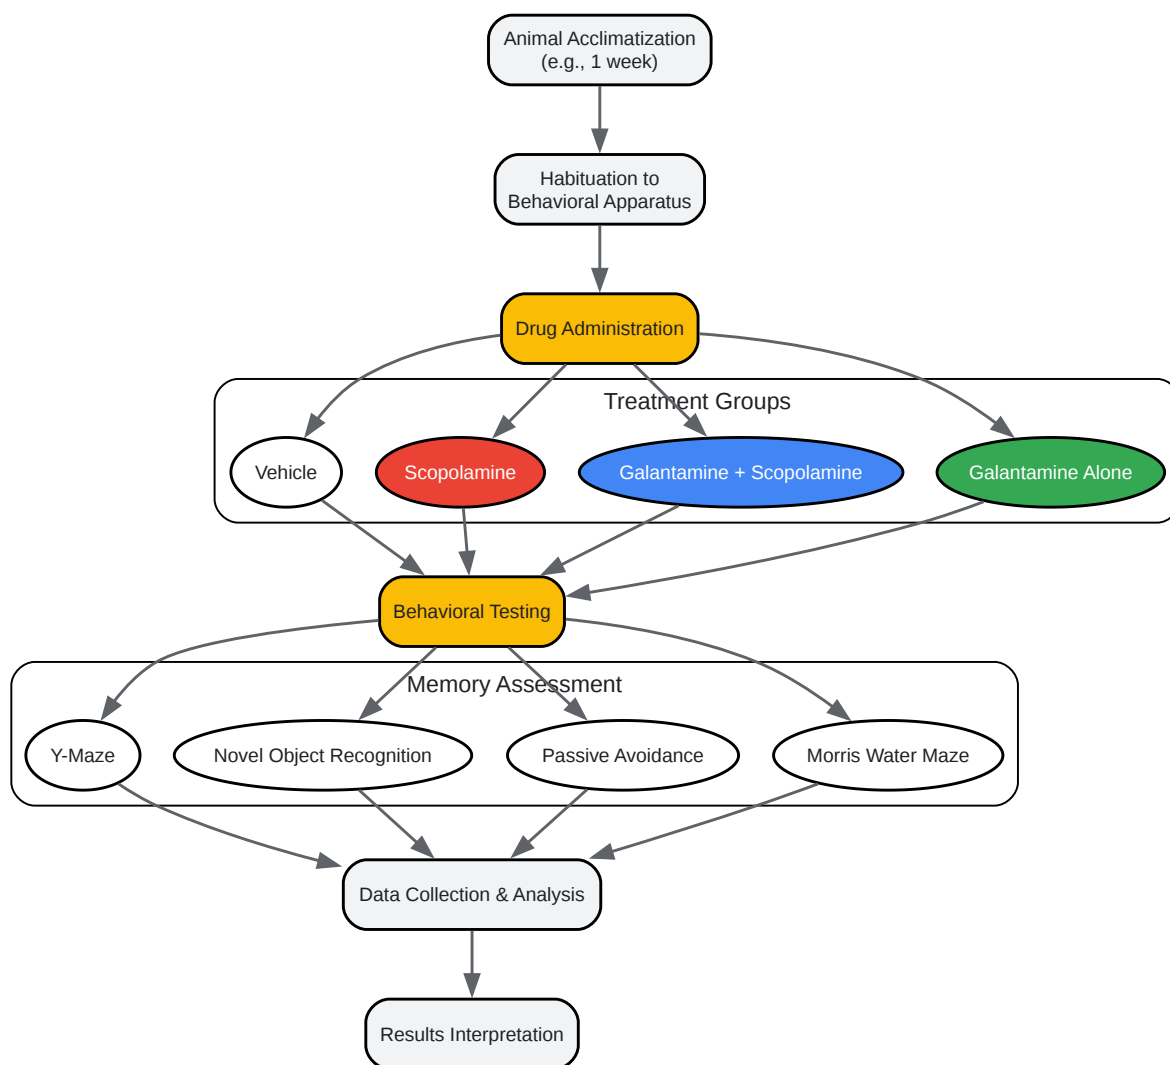 Animal Acclimatization
(e.g., 1 week)
Habituation to
Behavioral Apparatus
Drug Administration
Treatment Groups
Vehicle
Scopolamine
Galantamine + Scopolamine
Galantamine Alone
Behavioral Testing
Memory Assessment
Y-Maze
Novel Object Recognition
Passive Avoidance
Morris Water Maze
Data Collection & Analysis
Results Interpretation